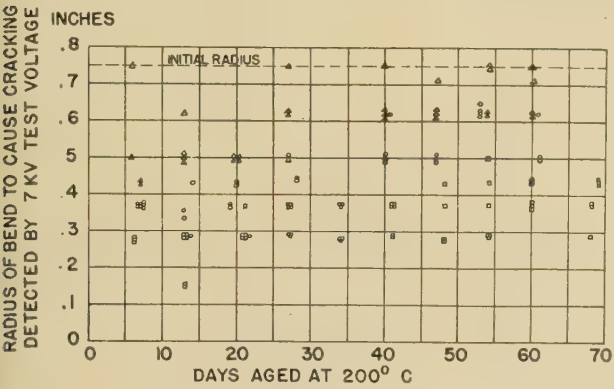 INCHES
RADIUS OF BEND TO CAUSE CRACKING
DETECTED BY 7 KV TEST VOLTAGE
.8
.7
.6
.5
.4
.3
.2
.1
0
INITIAL RADIUS
0 10 20 30 40 50 60 70
DAYS AGED AT 200° C